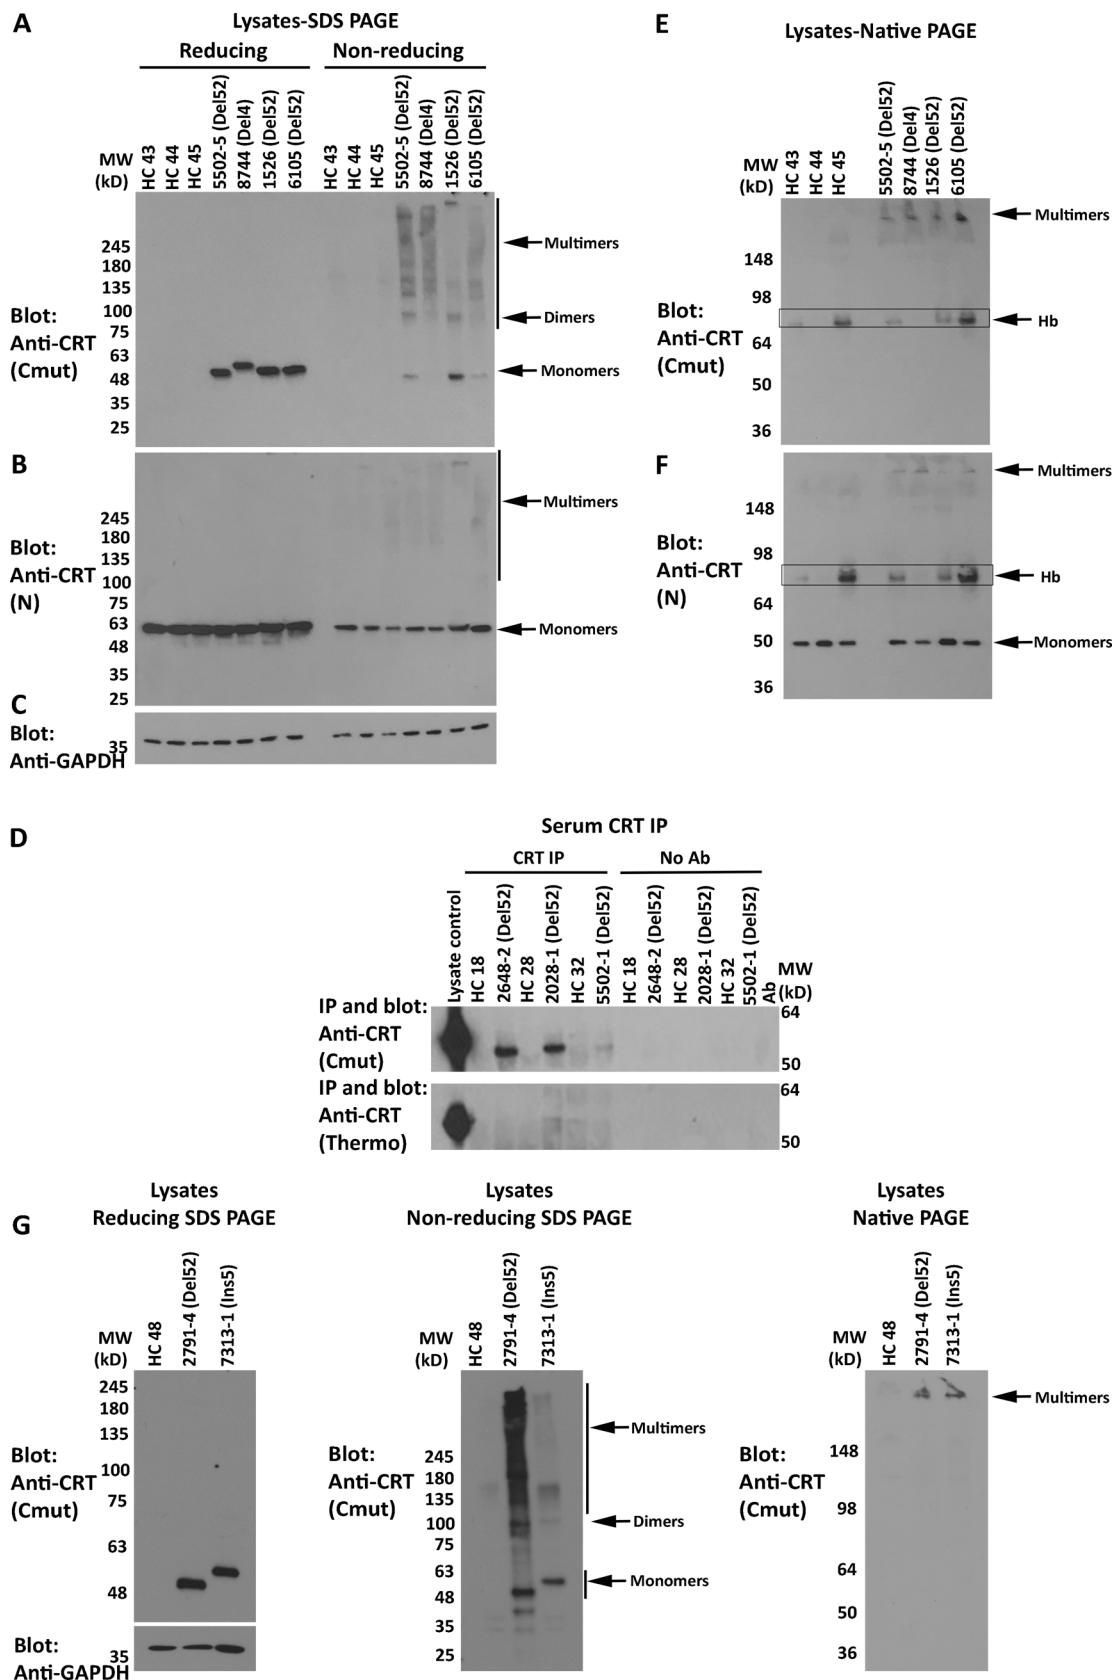 A
Lysates-SDS PAGE
Reducing
Non-reducing
MW
(kD)
HC 43
HC 44
HC 45
5502-5 (Del52)
8744 (Del4)
1526 (Del52)
6105 (Del52)
HC 43
HC 44
HC 45
5502-5 (Del52)
8744 (Del4)
1526 (Del52)
6105 (Del52)
245
180
135
100
75
63
48
35
25
Blot:
Anti-CRT
(Cmut)
Multimers
Dimers
Monomers
B
245
180
135
100
75
63
48
35
25
Blot:
Anti-CRT
(N)
Multimers
Monomers
C
Blot:
Anti-GAPDH
35
E
Lysates-Native PAGE
MW
(kD)
HC 43
HC 44
HC 45
5502-5 (Del52)
8744 (Del4)
1526 (Del52)
6105 (Del52)
148
98
64
50
36
Blot:
Anti-CRT
(Cmut)
Multimers
Hb
F
148
98
64
50
36
Blot:
Anti-CRT
(N)
Multimers
Hb
Monomers
D
Serum CRT IP
CRT IP
No Ab
Lysate control
HC 18
2648-2 (Del52)
HC 28
2028-1 (Del52)
HC 32
5502-1 (Del52)
HC 18
2648-2 (Del52)
HC 28
2028-1 (Del52)
HC 32
5502-1 (Del52)
Ab
MW
(kD)
IP and blot:
Anti-CRT
(Cmut)
64
50
IP and blot:
Anti-CRT
(Thermo)
64
50
G
Lysates
Reducing SDS PAGE
MW
(kD)
HC 48
2791-4 (Del52)
7313-1 (Ins5)
245
180
135
100
75
63
48
Blot:
Anti-CRT
(Cmut)
Blot:
Anti-GAPDH
35
Lysates
Non-reducing SDS PAGE
MW
(kD)
HC 48
2791-4 (Del52)
7313-1 (Ins5)
245
180
135
100
75
63
48
35
25
Blot:
Anti-CRT
(Cmut)
Multimers
Dimers
Monomers
Lysates
Native PAGE
MW
(kD)
HC 48
2791-4 (Del52)
7313-1 (Ins5)
148
98
64
50
36
Blot:
Anti-CRT
(Cmut)
Multimers